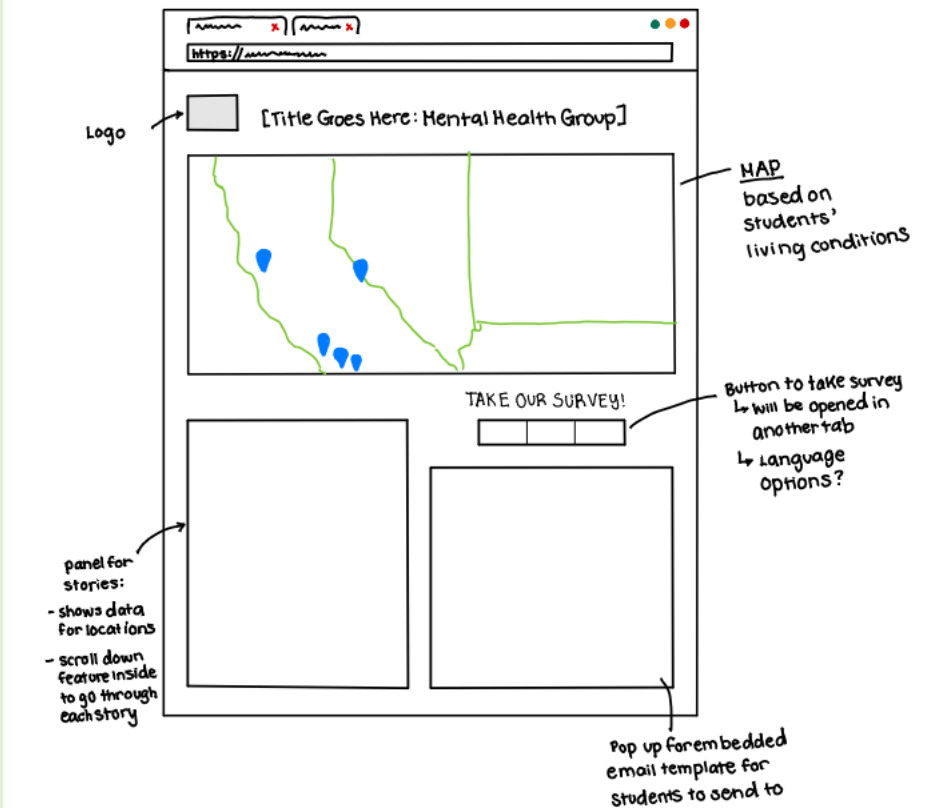 https://
Logo
[Title Goes Here: Mental Health Group]
MAP
based on
students'
living conditions
TAKE OUR SURVEY!
Button to take survey
↳ will be opened in
another tab
↳ Language
Options?
panel for
stories:
- shows data
for locations
- scroll down
feature inside
to go through
each story
Pop up for embedded
email template for
students to send to